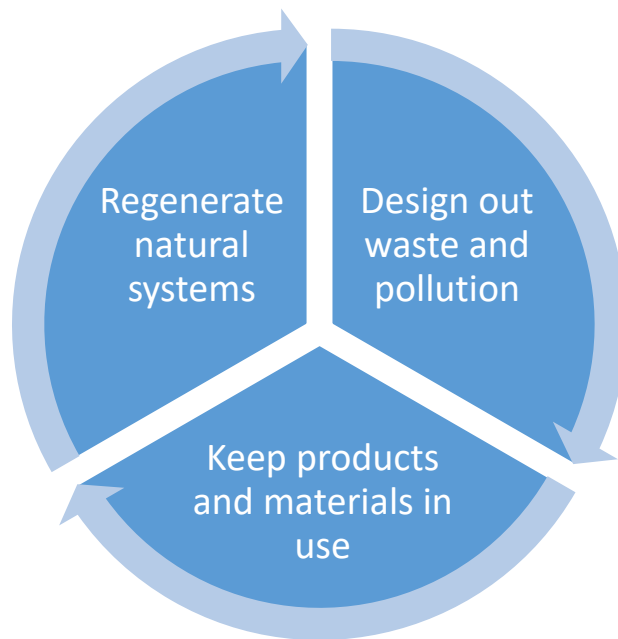 Regenerate
natural
systems
Design out
waste and
pollution
Keep products
and materials in
use